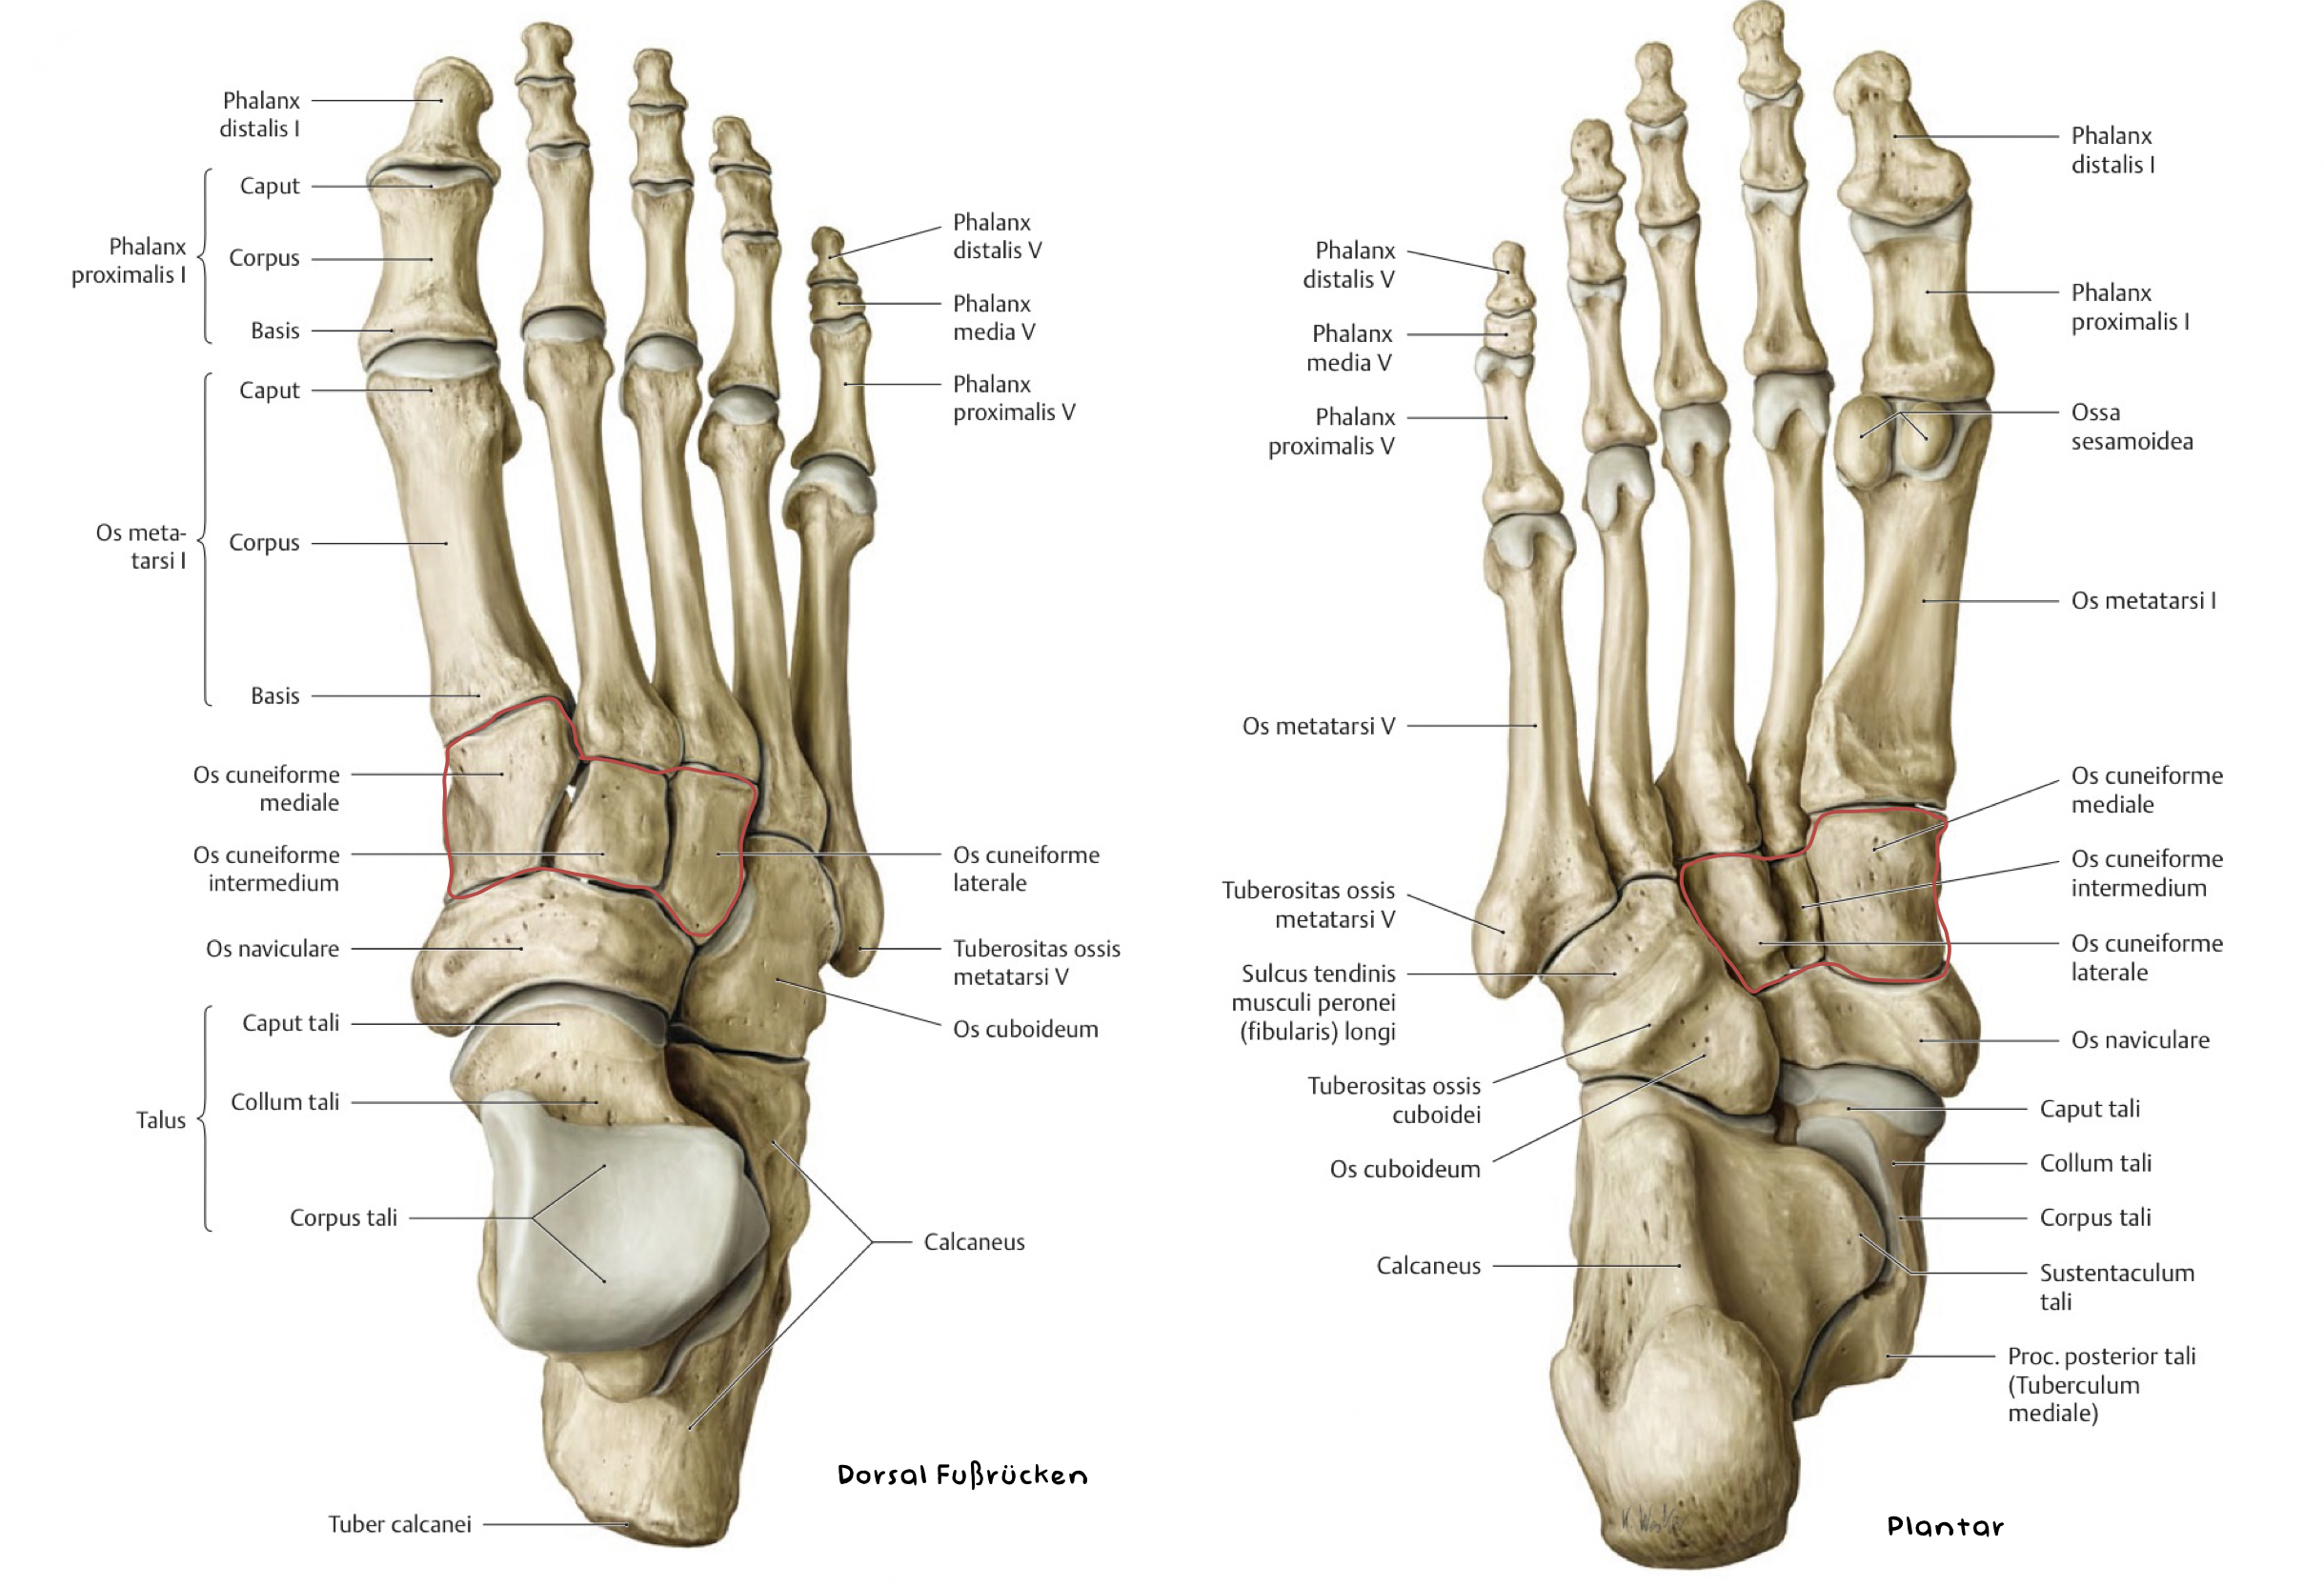 Phalanx
distalis I
Caput
Phalanx
proximalis I
Corpus
Basis
Caput
Os meta-
tarsi I
Corpus
Basis
Os cuneiforme
mediale
Os cuneiforme
intermedium
Os naviculare
Caput tali
Collum tali
Talus
Corpus tali
Tuber calcanei
Phalanx
distalis V
Phalanx
media V
Phalanx
proximalis V
Os cuneiforme
laterale
Tuberositas ossis
metatarsi V
Os cuboideum
Calcaneus
Dorsal Fußrücken
Phalanx
distalis V
Phalanx
media V
Phalanx
proximalis V
Os metatarsi V
Tuberositas ossis
metatarsi V
Sulcus tendinis
musculi peronei
(fibularis) longi
Tuberositas ossis
cuboidei
Os cuboideum
Calcaneus
Phalanx
distalis I
Phalanx
proximalis I
Ossa
sesamoidea
Os metatarsi I
Os cuneiforme
mediale
Os cuneiforme
intermedium
Os cuneiforme
laterale
Os naviculare
Caput tali
Collum tali
Corpus tali
Sustentaculum
tali
Proc. posterior tali
(Tuberculum
mediale)
Plantar